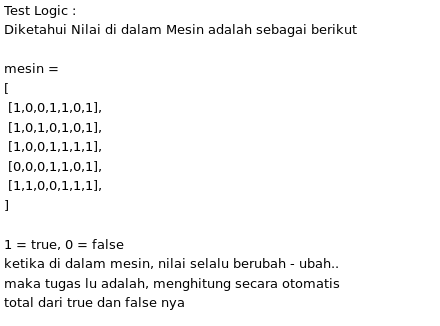 Test Logic :
Diketahui Nilai di dalam Mesin adalah sebagai berikut
mesin =
[
[1,0,0,1,1,0,1],
[1,0,1,0,1,0,1],
[1,0,0,1,1,1,1],
[0,0,0,1,1,0,1],
[1,1,0,0,1,1,1],
]
1 = true, 0 = false
ketika di dalam mesin, nilai selalu berubah - ubah..
maka tugas lu adalah, menghitung secara otomatis
total dari true dan false nya